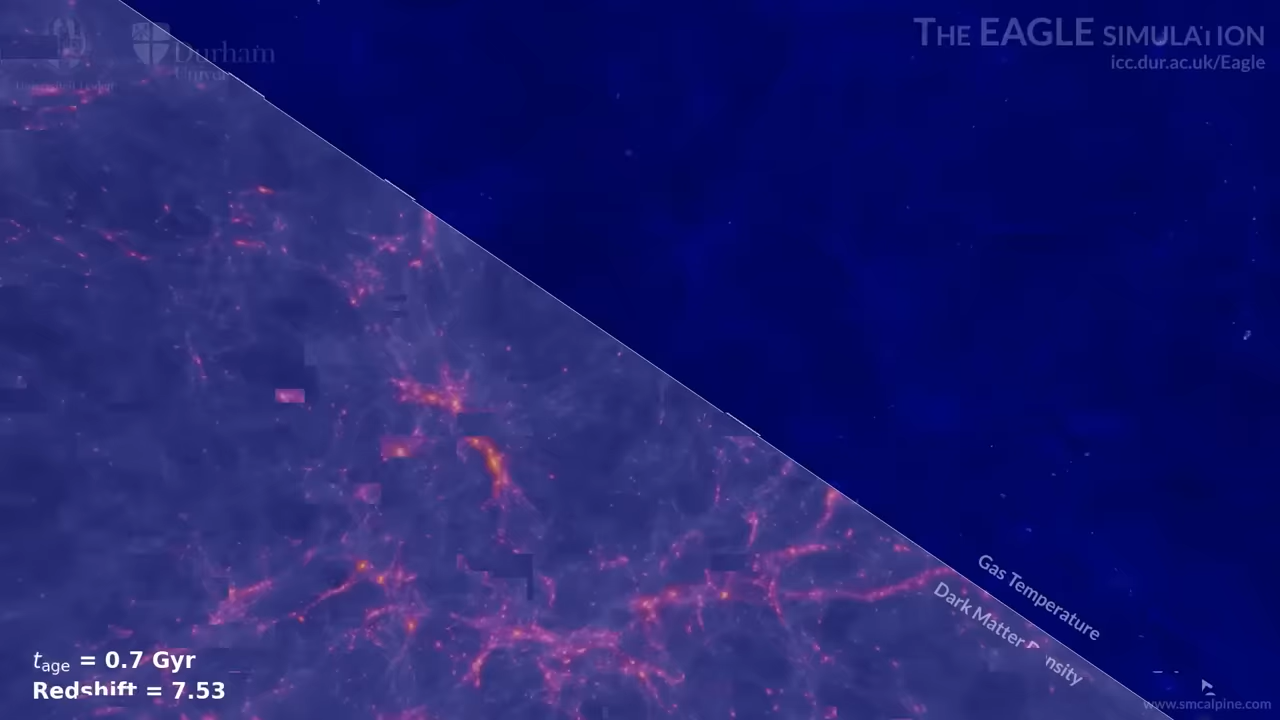 Durham
THE EAGLE SIMULATION
icc.dur.ac.uk/Eagle
Gas Temperature
Dark Matter
t_age = 0.7 Gyr
Redshift = 7.53
www.smcalpine.com